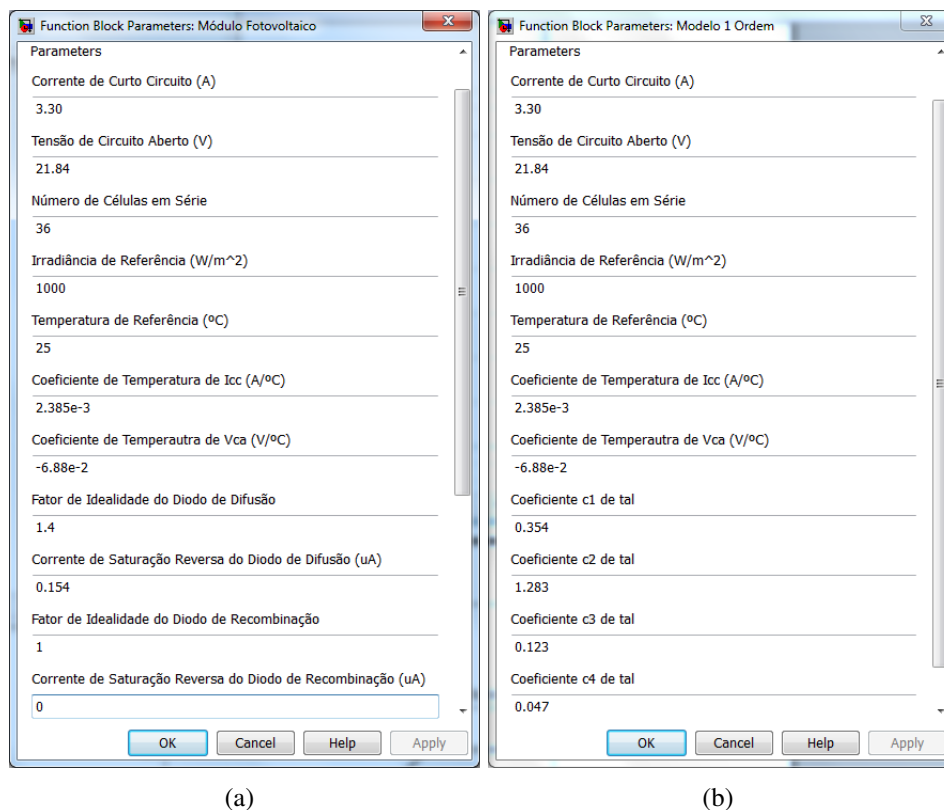 Function Block Parameters: Módulo Fotovoltaico
Parameters
Corrente de Curto Circuito (A)
3.30
Tensão de Circuito Aberto (V)
21.84
Número de Células em Série
36
Irradiância de Referência (W/m^2)
1000
Temperatura de Referência (ºC)
25
Coeficiente de Temperatura de Icc (A/ºC)
2.385e-3
Coeficiente de Temperautra de Vca (V/ºC)
-6.88e-2
Fator de Idealidade do Diodo de Difusão
1.4
Corrente de Saturação Reversa do Diodo de Difusão (uA)
0.154
Fator de Idealidade do Diodo de Recombinação
1
Corrente de Saturação Reversa do Diodo de Recombinação (uA)
0
OK Cancel Help Apply
(a)
Function Block Parameters: Modelo 1 Ordem
Parameters
Corrente de Curto Circuito (A)
3.30
Tensão de Circuito Aberto (V)
21.84
Número de Células em Série
36
Irradiância de Referência (W/m^2)
1000
Temperatura de Referência (ºC)
25
Coeficiente de Temperatura de Icc (A/ºC)
2.385e-3
Coeficiente de Temperautra de Vca (V/ºC)
-6.88e-2
Coeficiente c1 de tal
0.354
Coeficiente c2 de tal
1.283
Coeficiente c3 de tal
0.123
Coeficiente c4 de tal
0.047
OK Cancel Help Apply
(b)